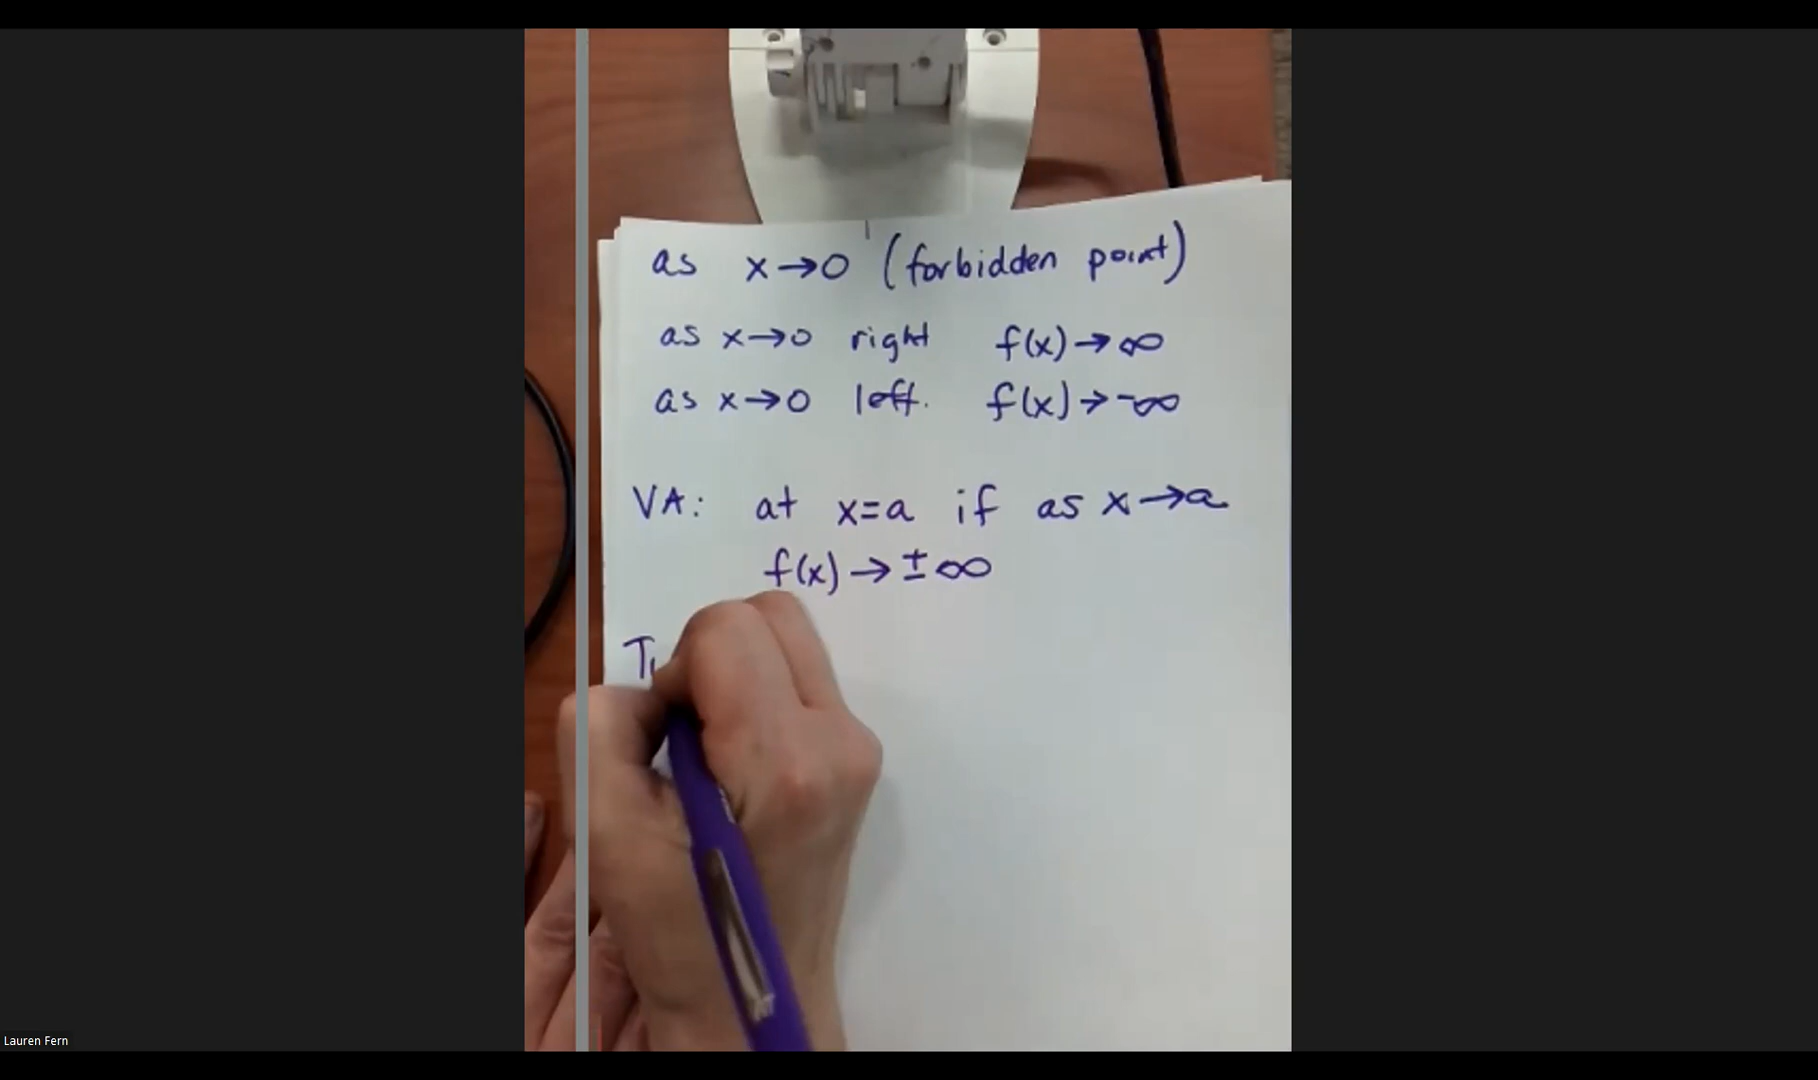 as x→0 (forbidden point)
as x→0 right f(x)→∞
as x→0 left. f(x)→-∞
VA: at x=a if as x→a
f(x)→±∞
Lauren Fern